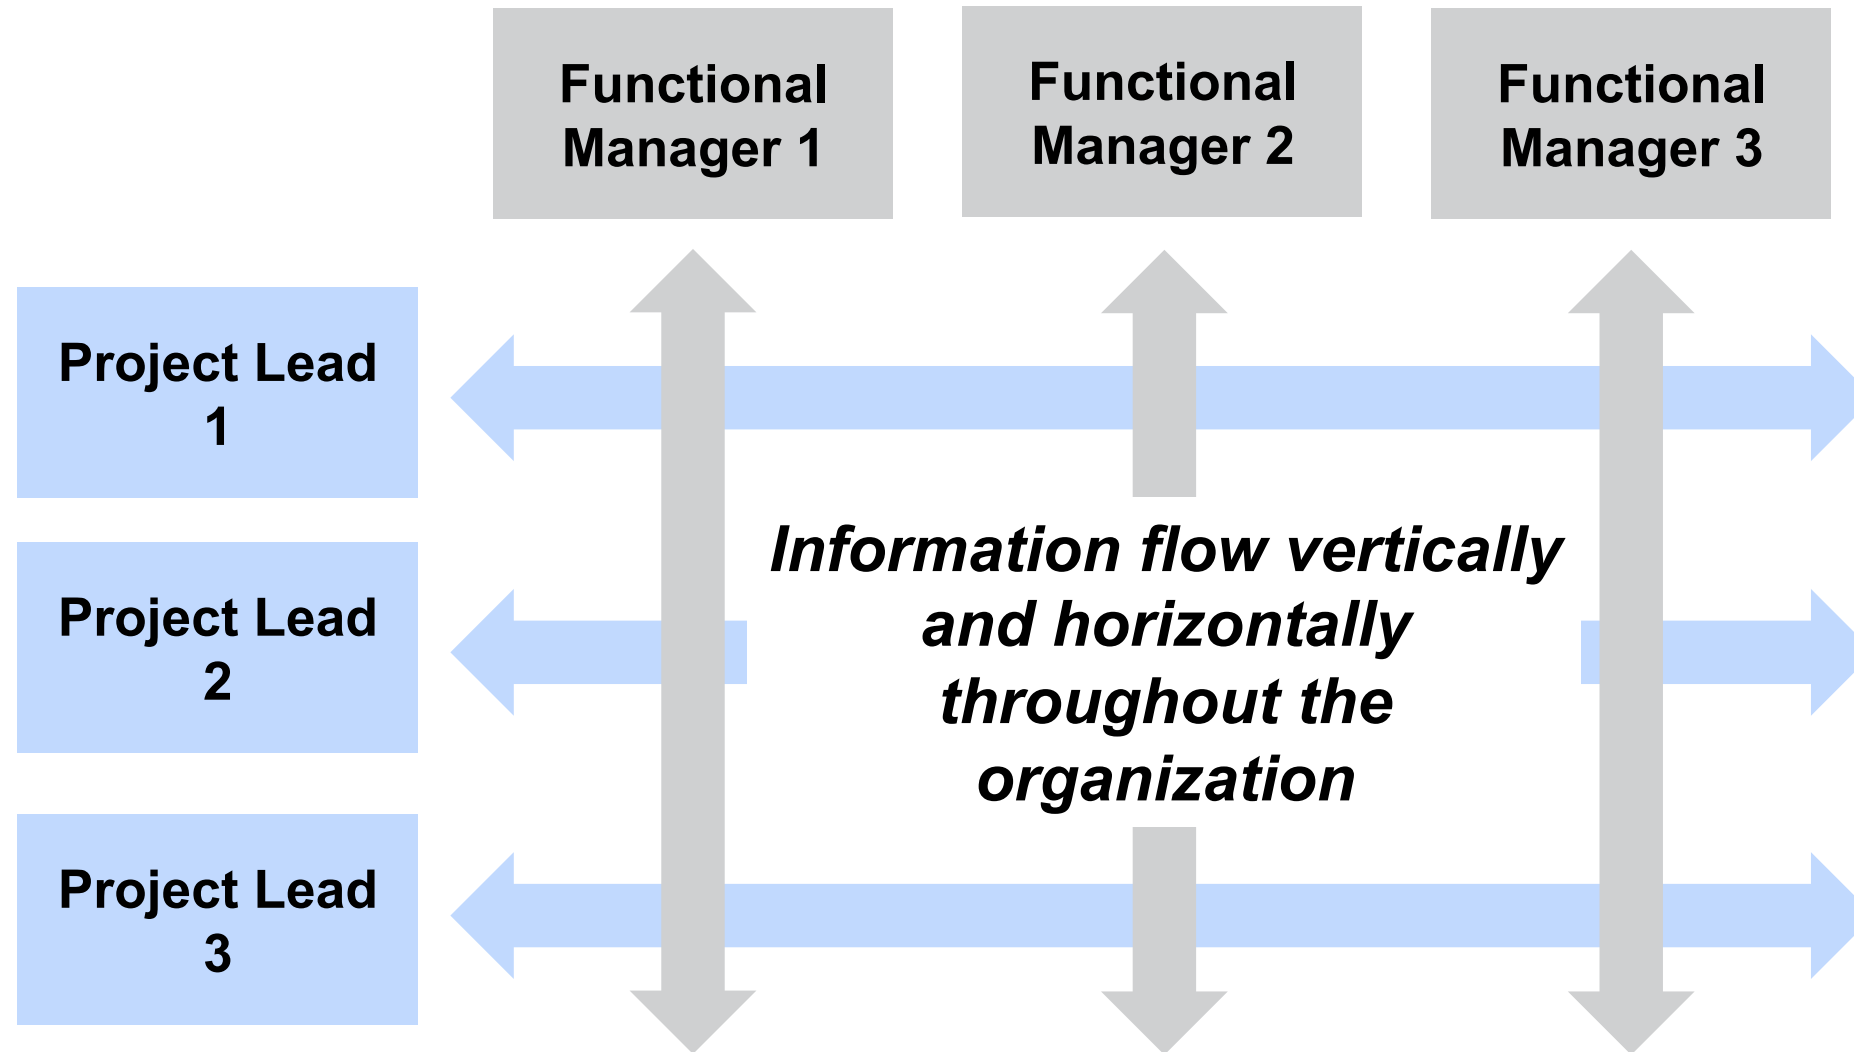 Functional
Manager 1
Functional
Manager 2
Functional
Manager 3
Project Lead
1
Project Lead
2
Project Lead
3
Information flow vertically
and horizontally
throughout the
organization